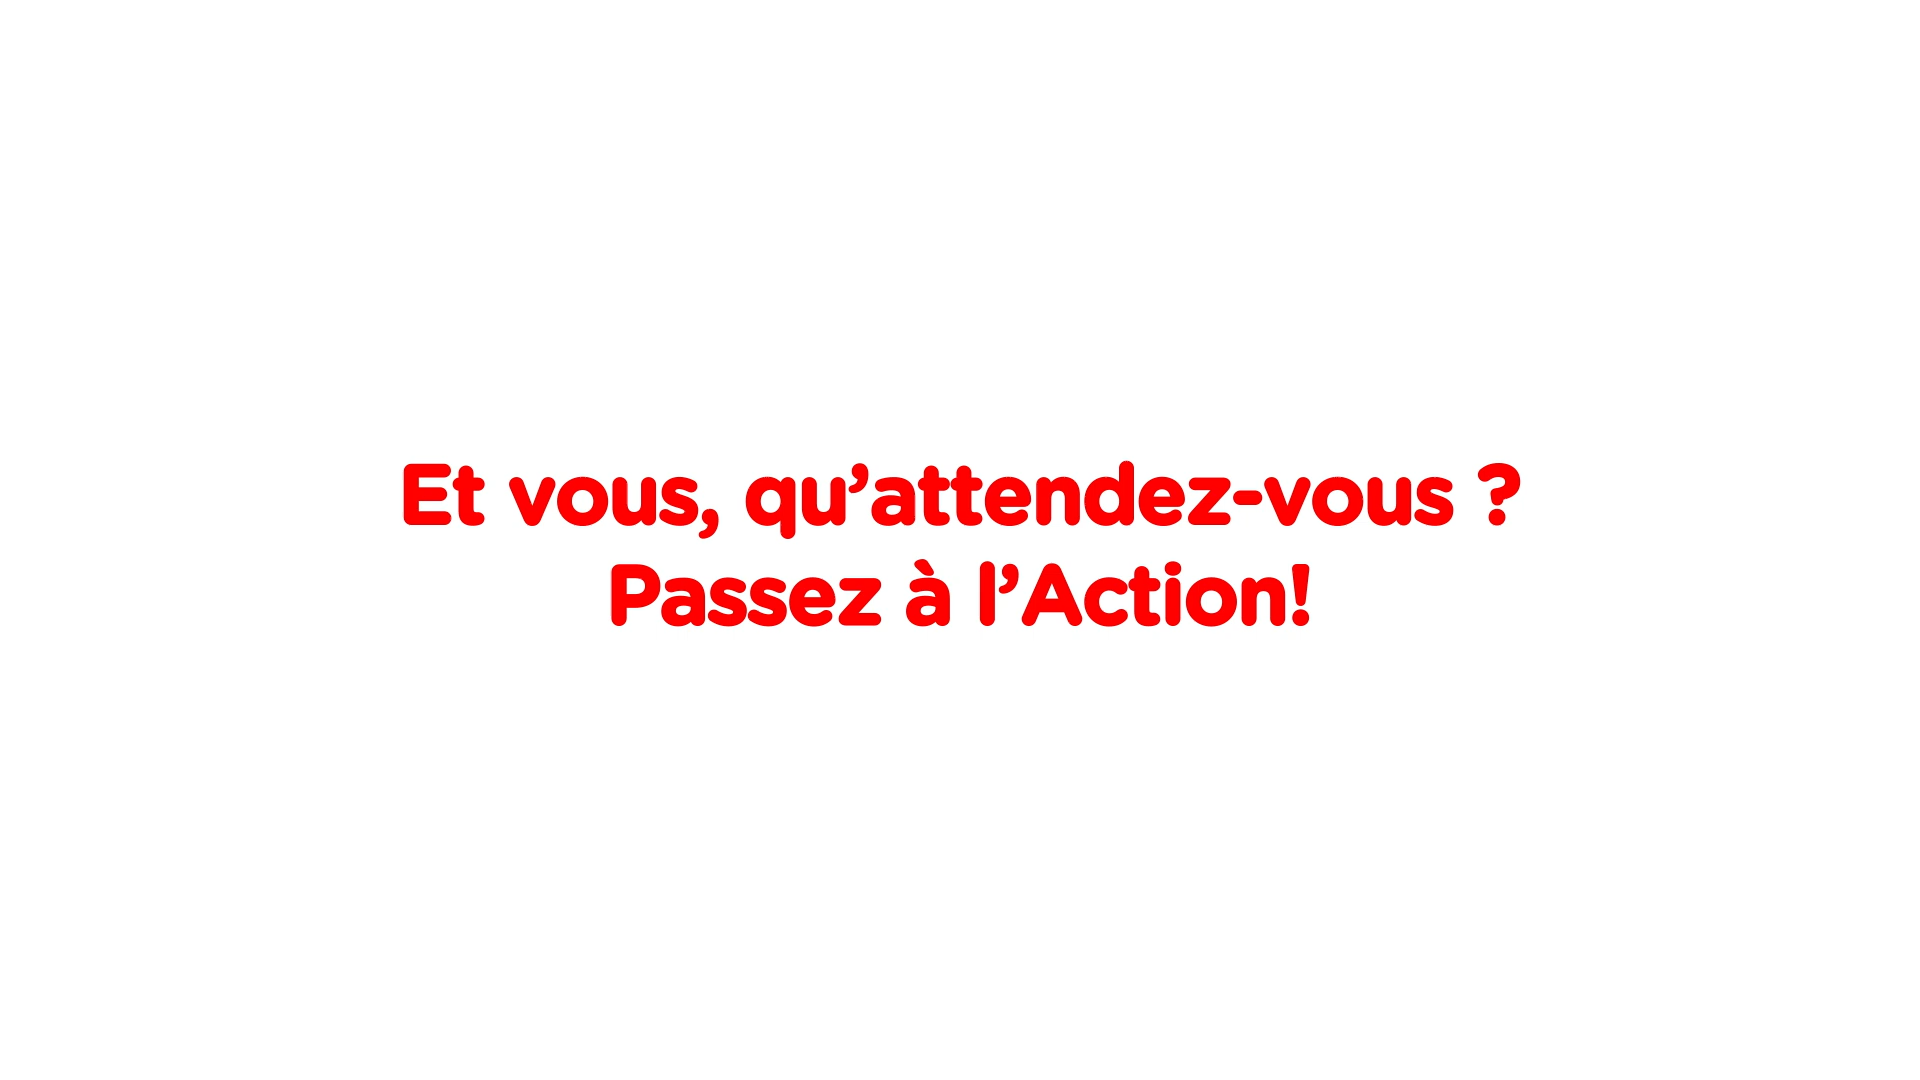 Et vous, qu’attendez-vous ?
Passez à l’Action!